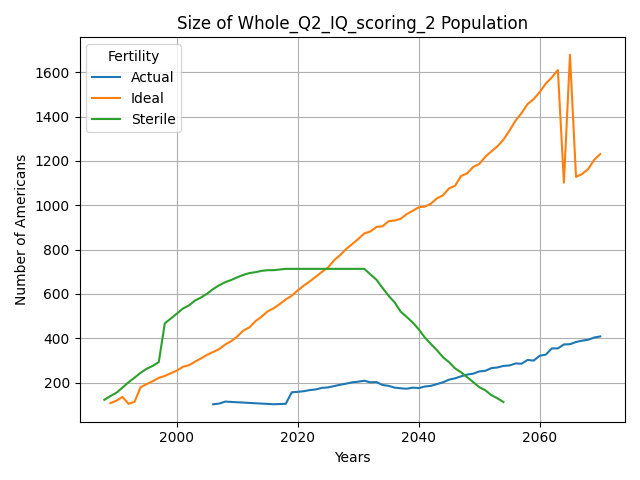 Size of Whole_Q2_IQ_scoring_2 Population
Fertility
Actual
Ideal
Sterile
1600
1400
1200
1000
800
600
400
200
Number of Americans
2000
2020
2040
2060
Years